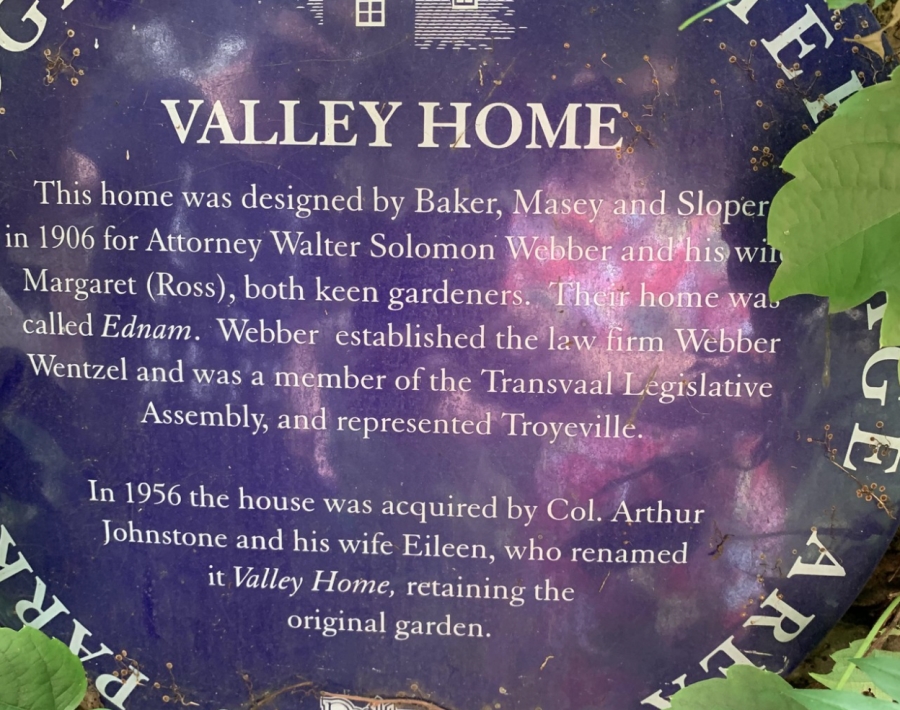 VALLEY HOME
This home was designed by Baker, Masey and Sloper
in 1906 for Attorney Walter Solomon Webber and his
Margaret (Ross), both keen gardeners. Their home was
called Ednam. Webber established the law firm Webber
Wentzel and was a member of the Transvaal Legislative
Assembly, and represented Troyeville.
In 1956 the house was acquired by Col. Arthur
Johnstone and his wife Eileen, who renamed
it Valley Home, retaining the
original garden.
AREA